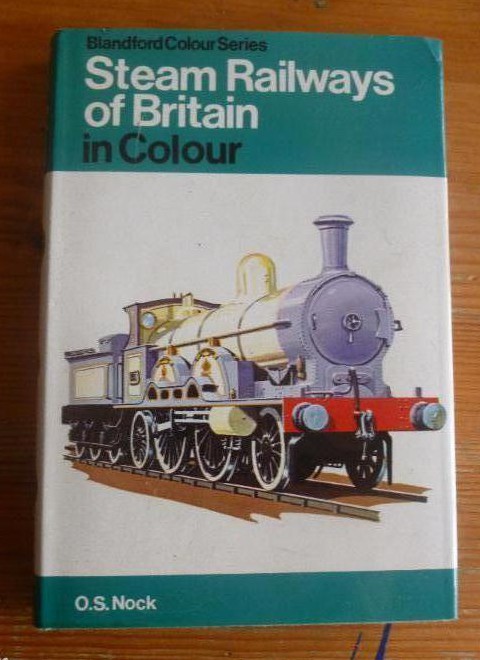 Blandford Colour Series
Steam Railways
of Britain
in Colour
O.S. Nock